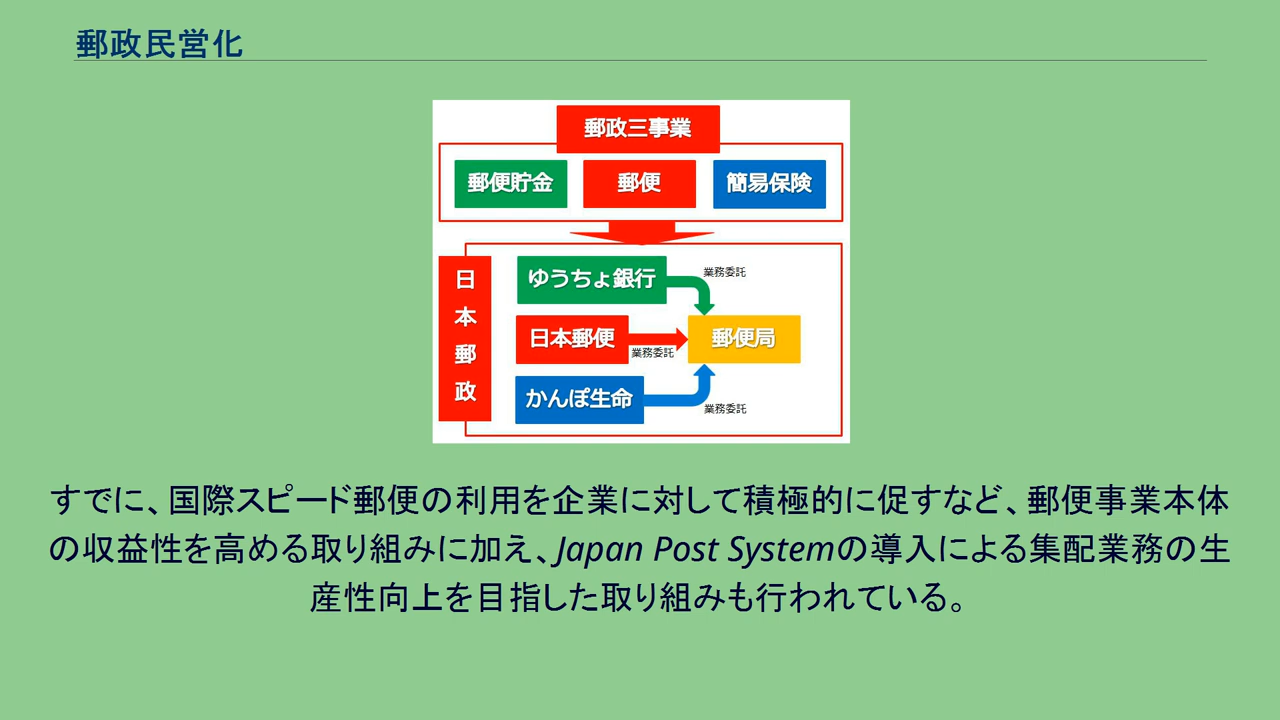 郵政民営化
郵政三事業
郵便貯金
郵便
簡易保険
日本郵政
ゆうちょ銀行
業務委託
日本郵便
業務委託
郵便局
かんぽ生命
業務委託
すでに、国際スピード郵便の利用を企業に対して積極的に促すなど、郵便事業本体
の収益性を高める取り組みに加え、Japan Post Systemの導入による集配業務の生
産性向上を目指した取り組みも行われている。